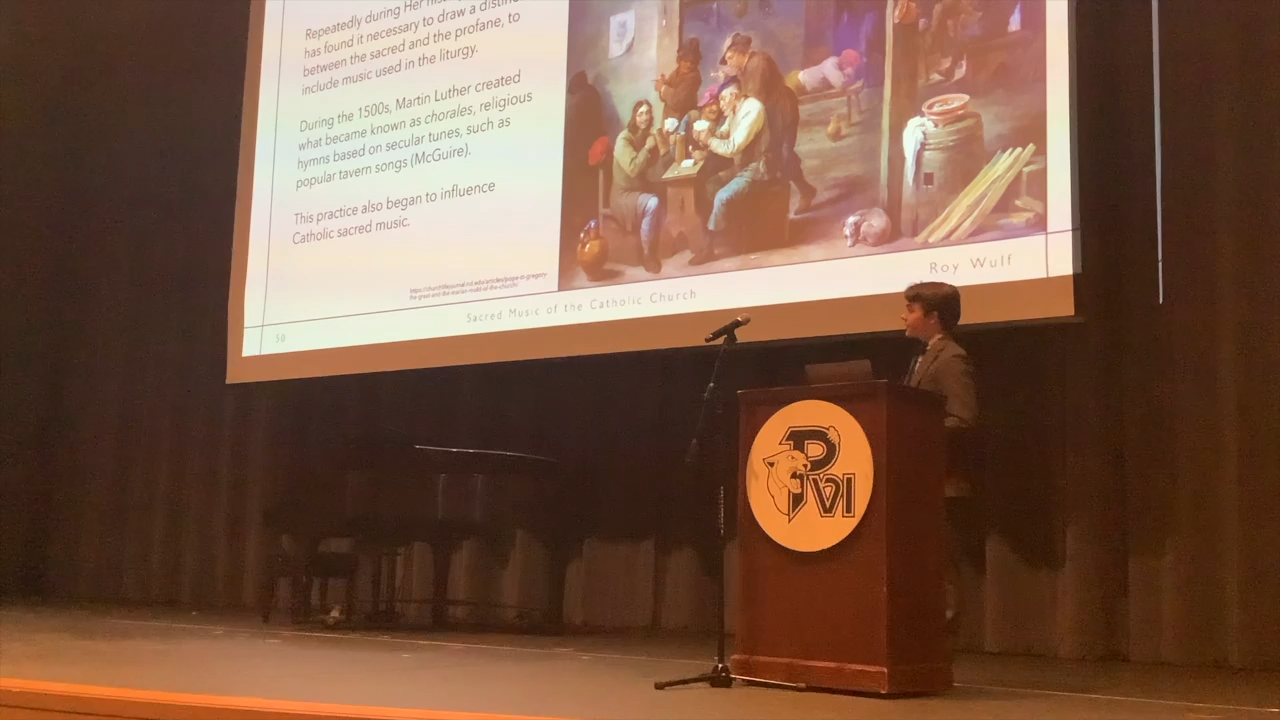 Repeatedly during Her
has found it necessary to draw a
between the sacred and the profane, to
include music used in the liturgy.
During the 1500s, Martin Luther created
what became known as chorales, religious
hymns based on secular tunes, such as
popular tavern songs (McGuire).
This practice also began to influence
Catholic sacred music.
50
Sacred Music of the Catholic Church
Roy Wulf
PVI